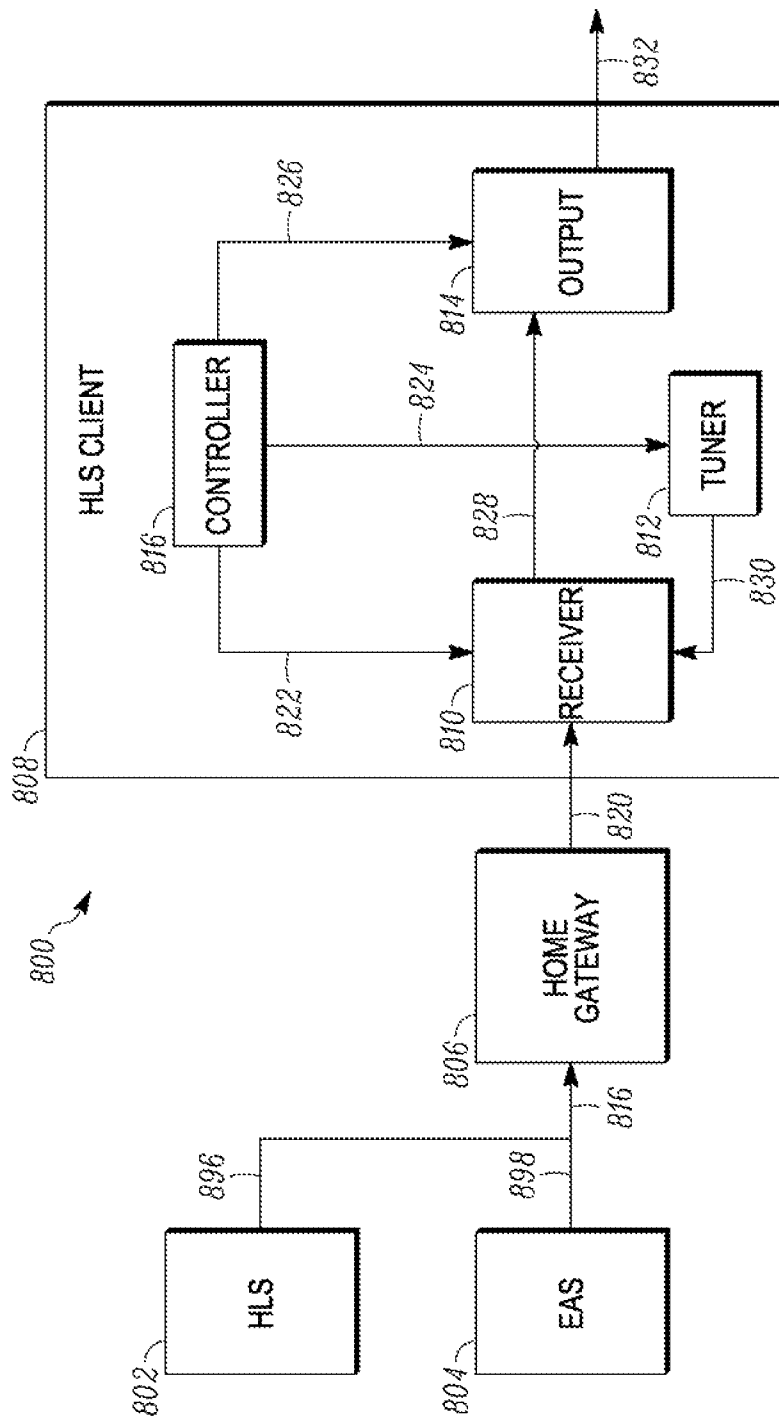 800
808
HLS CLIENT
816
CONTROLLER
822
824
826
802
HLS
896
804
EAS
898
816
806
HOME
GATEWAY
820
810
RECEIVER
828
814
OUTPUT
832
812
TUNER
830